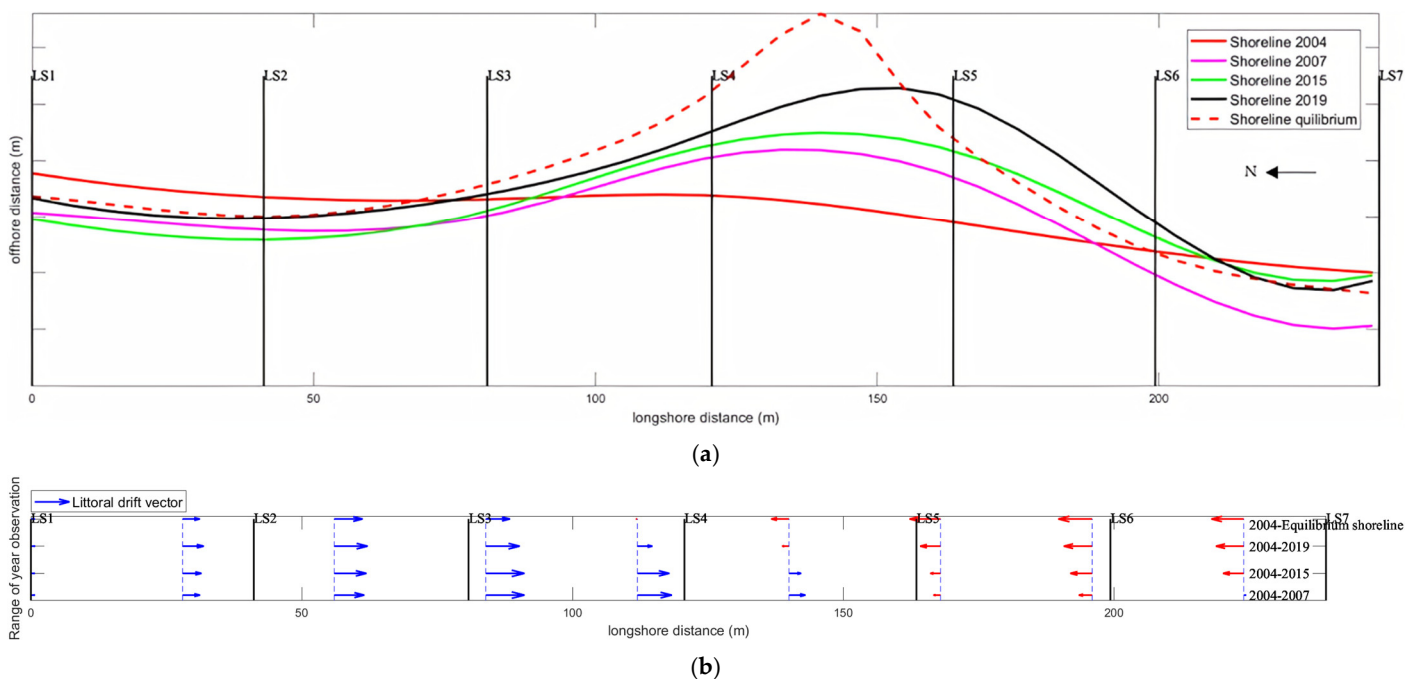 LS1 LS2 LS3 LS4 LS5 LS6 LS7
Shoreline 2004
Shoreline 2007
Shoreline 2015
Shoreline 2019
Shoreline quilibrium
N
offhore distance (m)
0 50 100 150 200
longshore distance (m)
(a)
Littoral drift vector
LS1 LS2 LS3 LS4 LS5 LS6 LS7
2004-Equilibrium shoreline
2004-2019
2004-2015
2004-2007
Range of year observation
0 50 100 150 200
longshore distance (m)
(b)